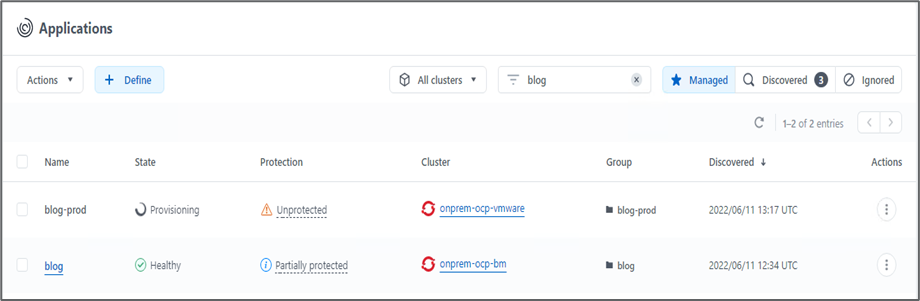 Applications
Actions + Define All clusters blog Managed Discovered 3 Ignored
1–2 of 2 entries
Name State Protection Cluster Group Discovered Actions
blog-prod Provisioning Unprotected onprem-ocp-vmware blog-prod 2022/06/11 13:17 UTC
blog Healthy Partially protected onprem-ocp-bm blog 2022/06/11 12:34 UTC